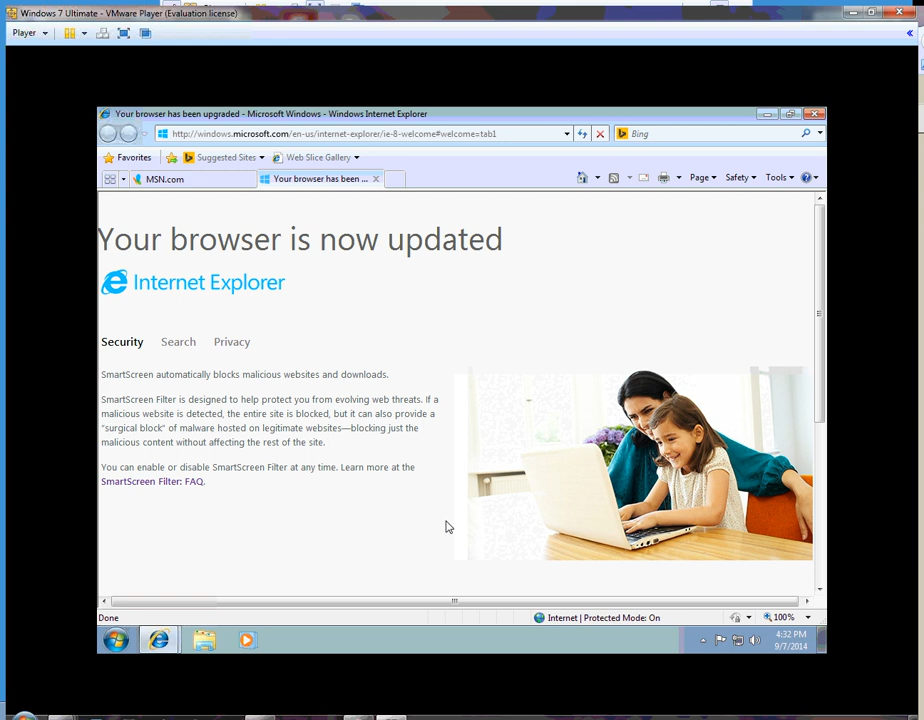 Windows 7 Ultimate - VMware Player (Evaluation license)
Player
Your browser has been upgraded - Microsoft Windows - Windows Internet Explorer
http://windows.microsoft.com/en-us/internet-explorer/ie-8-welcome#welcome=tab1
Bing
Favorites
Suggested Sites
Web Slice Gallery
MSN.com
Your browser has been ...
Page
Safety
Tools
Your browser is now updated
Internet Explorer
Security
Search
Privacy
SmartScreen automatically blocks malicious websites and downloads.
SmartScreen Filter is designed to help protect you from evolving web threats. If a
malicious website is detected, the entire site is blocked, but it can also provide a
"surgical block" of malware hosted on legitimate websites—blocking just the
malicious content without affecting the rest of the site.
You can enable or disable SmartScreen Filter at any time. Learn more at the
SmartScreen Filter: FAQ.
Done
Internet | Protected Mode: On
100%
4:32 PM
9/7/2014